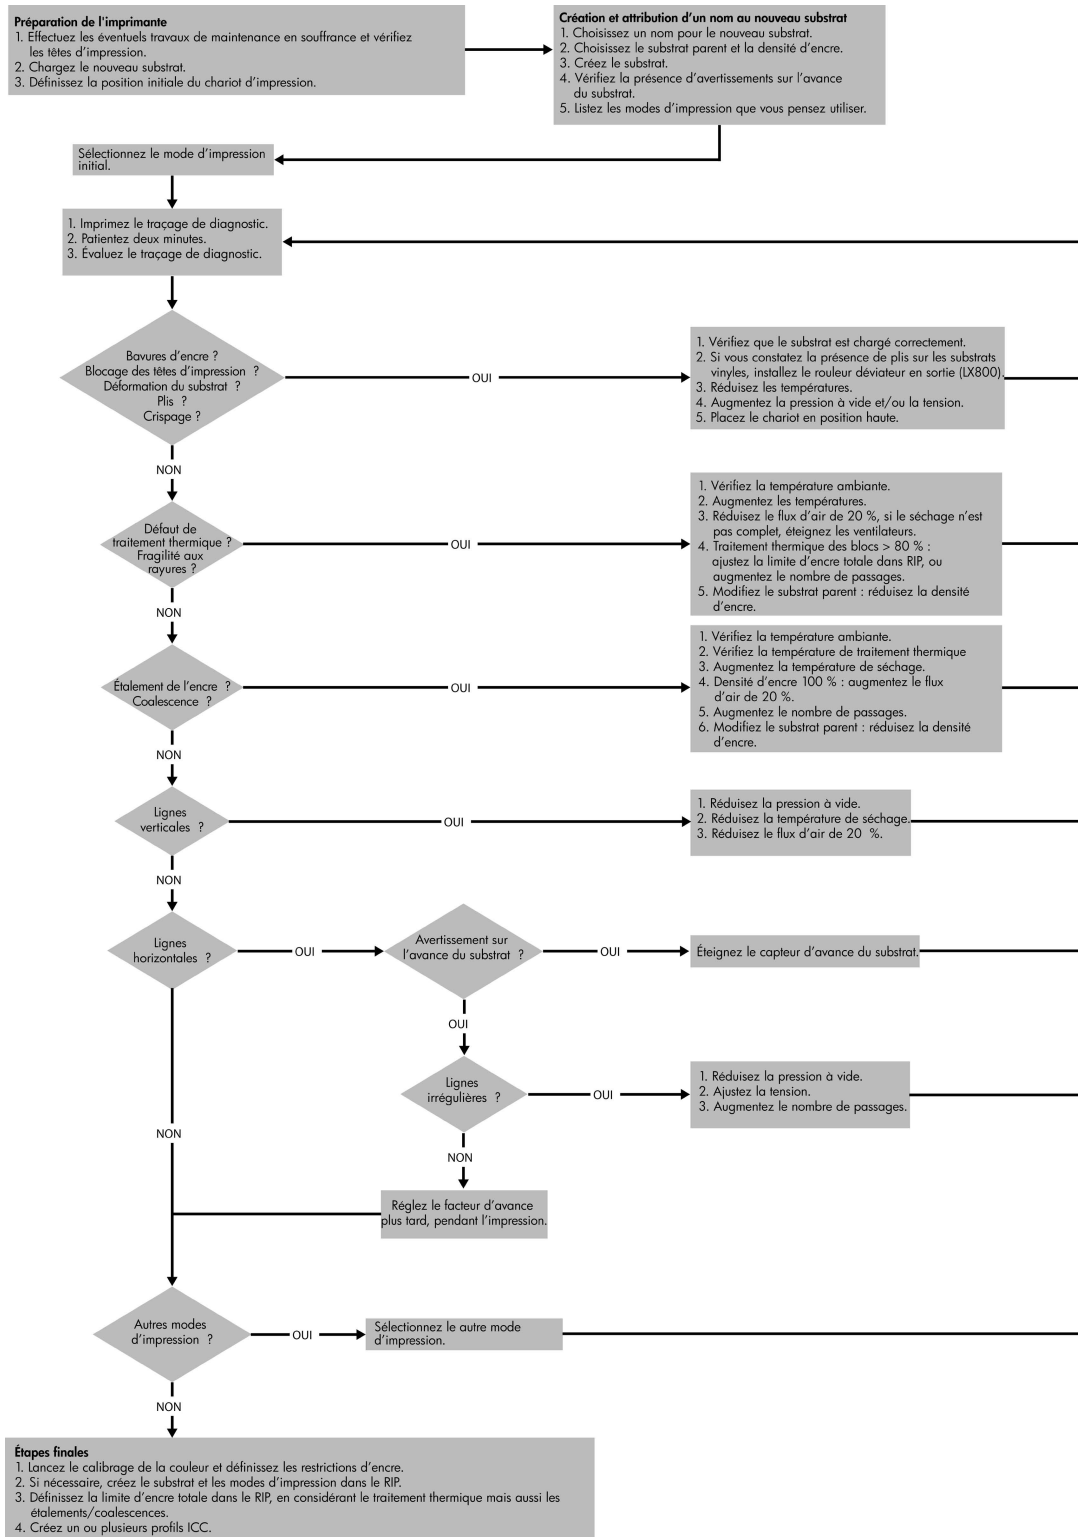 Préparation de l'imprimante
1. Effectuez les éventuels travaux de maintenance en souffrance et vérifiez
les têtes d'impression.
2. Chargez le nouveau substrat.
3. Définissez la position initiale du chariot d'impression.
Création et attribution d'un nom au nouveau substrat
1. Choisissez un nom pour le nouveau substrat.
2. Choisissez le substrat parent et la densité d'encre.
3. Créez le substrat.
4. Vérifiez la présence d'avertissements sur l'avance
du substrat.
5. Listez les modes d'impression que vous pensez utiliser.
Sélectionnez le mode d'impression
initial.
1. Imprimez le traçage de diagnostic.
2. Patientez deux minutes.
3. Évaluez le traçage de diagnostic.
Bavures d'encre ?
Blocage des têtes d'impression ?
Déformation du substrat ?
Plis ?
Crispage ?
OUI
1. Vérifiez que le substrat est chargé correctement.
2. Si vous constatez la présence de plis sur les substrats
vinyles, installez le rouleur déviateur en sortie (LX800).
3. Réduisez les températures.
4. Augmentez la pression à vide et/ou la tension.
5. Placez le chariot en position haute.
NON
Défaut de
traitement thermique ?
Fragilité aux
rayures ?
OUI
1. Vérifiez la température ambiante.
2. Augmentez les températures.
3. Réduisez le flux d'air de 20 %, si le séchage n'est
pas complet, éteignez les ventilateurs.
4. Traitement thermique des blocs > 80 % :
ajustez la limite d'encre totale dans RIP, ou
augmentez le nombre de passages.
5. Modifiez le substrat parent : réduisez la densité
d'encre.
NON
Étalement de l'encre ?
Coalescence ?
OUI
1. Vérifiez la température ambiante.
2. Vérifiez la température de traitement thermique
3. Augmentez la température de séchage.
4. Densité d'encre 100 % : augmentez le flux
d'air de 20 %.
5. Augmentez le nombre de passages.
6. Modifiez le substrat parent : réduisez la densité
d'encre.
NON
Lignes
verticales ?
OUI
1. Réduisez la pression à vide.
2. Réduisez la température de séchage.
3. Réduisez le flux d'air de 20 %.
NON
Lignes
horizontales ?
OUI
Avertissement sur
l'avance du substrat ?
OUI
Éteignez le capteur d'avance du substrat.
OUI
Lignes
irrégulières ?
OUI
1. Réduisez la pression à vide.
2. Ajustez la tension.
3. Augmentez le nombre de passages.
NON
NON
Réglez le facteur d'avance
plus tard, pendant l'impression.
Autres modes
d'impression ?
OUI
Sélectionnez le autre mode
d'impression.
NON
Étapes finales
1. Lancez le calibrage de la couleur et définissez les restrictions d'encre.
2. Si nécessaire, créez le substrat et les modes d'impression dans le RIP.
3. Définissez la limite d'encre totale dans le RIP, en considérant le traitement thermique mais aussi les
étalements/coalescences.
4. Créez un ou plusieurs profils ICC.